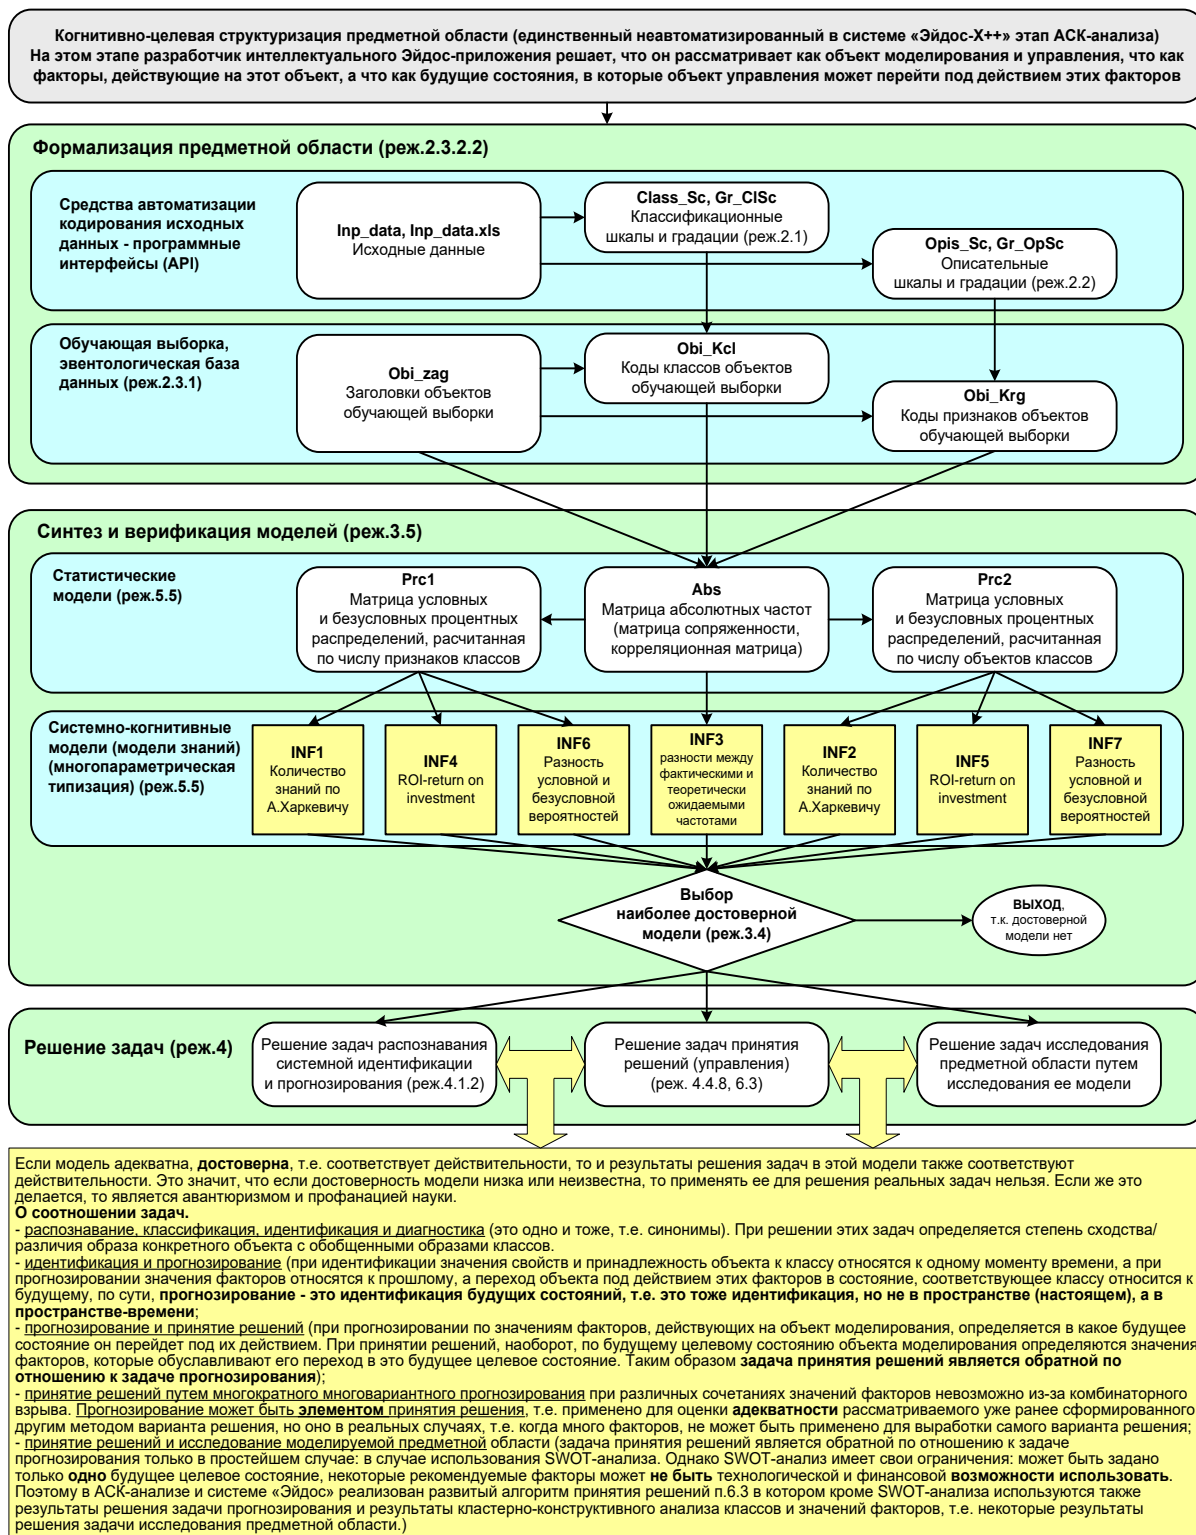 Когнитивно-целевая структуризация предметной области (единственный неавтоматизированный в системе «Эйдос-Х++» этап АСК-анализа)
На этом этапе разработчик интеллектуального Эйдос-приложения решает, что он рассматривает как объект моделирования и управления, что как
факторы, действующие на этот объект, а что как будущие состояния, в которые объект управления может перейти под действием этих факторов
Формализация предметной области (реж.2.3.2.2)
Средства автоматизации
кодирования исходных
данных - программные
интерфейсы (API)
Inp_data, Inp_data.xls
Исходные данные
Class_Sc, Gr_ClSc
Классификационные
шкалы и градации (реж.2.1)
Opis_Sc, Gr_OpSc
Описательные
шкалы и градации (реж.2.2)
Обучающая выборка,
эвентологическая база
данных (реж.2.3.1)
Obi_zag
Заголовки объектов
обучающей выборки
Obi_Kcl
Коды классов объектов
обучающей выборки
Obi_Krg
Коды признаков объектов
обучающей выборки
Синтез и верификация моделей (реж.3.5)
Статистические
модели (реж.5.5)
Prc1
Матрица условных
и безусловных процентных
распределений, расчитанная
по числу признаков классов
Abs
Матрица абсолютных частот
(матрица сопряженности,
корреляционная матрица)
Prc2
Матрица условных
и безусловных процентных
распределений, расчитанная
по числу объектов классов
Системно-когнитивные
модели (модели знаний)
(многопараметрическая
типизация) (реж.5.5)
INF1
Количество
знаний по
А.Харкевичу
INF4
ROI-return on
investment
INF6
Разность
условной и
безусловной
вероятностей
INF3
разности между
фактическими и
теоретически
ожидаемыми
частотами
INF2
Количество
знаний по
А.Харкевичу
INF5
ROI-return on
investment
INF7
Разность
условной и
безусловной
вероятностей
Выбор
наиболее достоверной
модели (реж.3.4)
ВЫХОД,
т.к. достоверной
модели нет
Решение задач (реж.4)
Решение задач распознавания
системной идентификации
и прогнозирования (реж.4.1.2)
Решение задач принятия
решений (управления)
(реж. 4.4.8, 6.3)
Решение задач исследования
предметной области путем
исследования ее модели
Если модель адекватна, достоверна, т.е. соответствует действительности, то и результаты решения задач в этой модели также соответствуют
действительности. Это значит, что если достоверность модели низка или неизвестна, то применять ее для решения реальных задач нельзя. Если же это
делается, то является авантюризмом и профанацией науки.
О соотношении задач.
- распознавание, классификация, идентификация и диагностика (это одно и тоже, т.е. синонимы). При решении этих задач определяется степень сходства/
различия образа конкретного объекта с обобщенными образами классов.
- идентификация и прогнозирование (при идентификации значения свойств и принадлежность объекта к классу относятся к одному моменту времени, а при
прогнозировании значения факторов относятся к прошлому, а переход объекта под действием этих факторов в состояние, соответствующее классу относится к
будущему, по сути, прогнозирование - это идентификация будущих состояний, т.е. это тоже идентификация, но не в пространстве (настоящем), а в
пространстве-времени;
- прогнозирование и принятие решений (при прогнозировании по значениям факторов, действующих на объект моделирования, определяется в какое будущее
состояние он перейдет под их действием. При принятии решений, наоборот, по будущему целевому состоянию объекта моделирования определяются значения
факторов, которые обуславливают его переход в это будущее целевое состояние. Таким образом задача принятия решений является обратной по
отношению к задаче прогнозирования);
- принятие решений путем многократного многовариантного прогнозирования при различных сочетаниях значений факторов невозможно из-за комбинаторного
взрыва. Прогнозирование может быть элементом принятия решения, т.е. применено для оценки адекватности рассматриваемого уже ранее сформированного
другим методом варианта решения, но оно в реальных случаях, т.е. когда много факторов, не может быть применено для выработки самого варианта решения;
- принятие решений и исследование моделируемой предметной области (задача принятия решений является обратной по отношению к задаче
прогнозирования только в простейшем случае: в случае использования SWOT-анализа. Однако SWOT-анализ имеет свои ограничения: может быть задано
только одно будущее целевое состояние, некоторые рекомендуемые факторы может не быть технологической и финансовой возможности использовать.
Поэтому в АСК-анализе и системе «Эйдос» реализован развитый алгоритм принятия решений п.6.3 в котором кроме SWOT-анализа используются также
результаты решения задачи прогнозирования и результаты кластерно-конструктивного анализа классов и значений факторов, т.е. некоторые результаты
решения задачи исследования предметной области.)